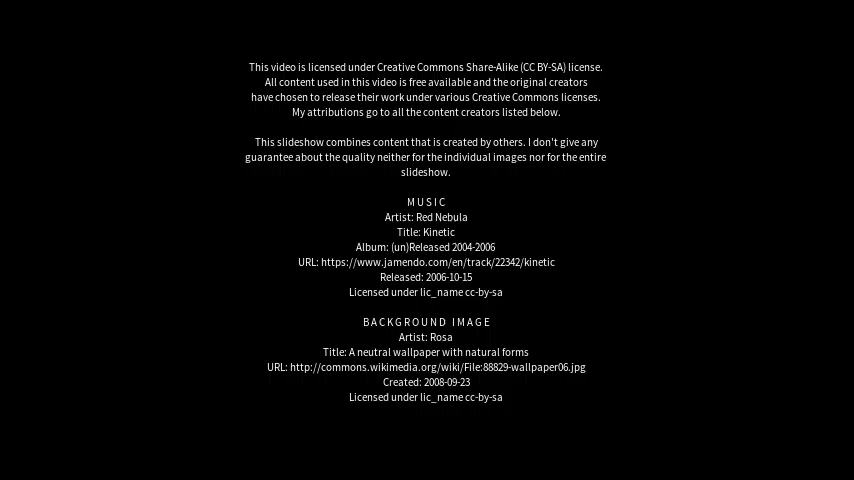 This video is licensed under Creative Commons Share-Alike (CC BY-SA) license.
All content used in this video is free available and the original creators
have chosen to release their work under various Creative Commons licenses.
My attributions go to all the content creators listed below.
This slideshow combines content that is created by others. I don't give any
guarantee about the quality neither for the individual images nor for the entire
slideshow.
M U S I C
Artist: Red Nebula
Title: Kinetic
Album: (un)Released 2004-2006
URL: https://www.jamendo.com/en/track/22342/kinetic
Released: 2006-10-15
Licensed under lic_name cc-by-sa
B A C K G R O U N D   I M A G E
Artist: Rosa
Title: A neutral wallpaper with natural forms
URL: http://commons.wikimedia.org/wiki/File:88829-wallpaper06.jpg
Created: 2008-09-23
Licensed under lic_name cc-by-sa